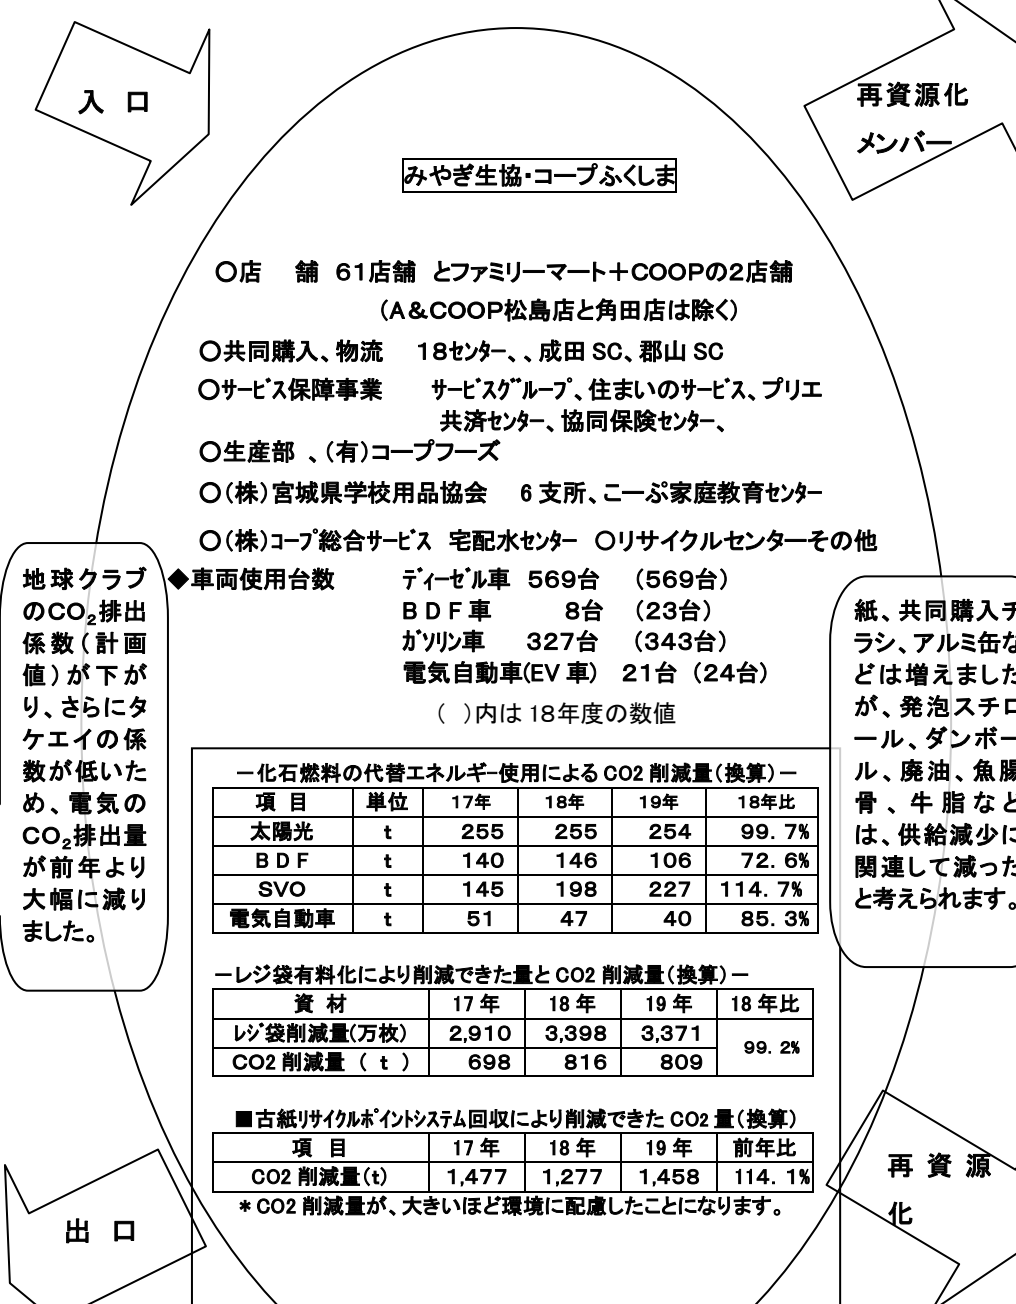 入 口
再資源化
メンバー
みやぎ生協・コープふくしま
〇店 舗 61店舗 とファミリーマート＋COOPの2店舗
（A＆COOP松島店と角田店は除く）
〇共同購入、物流 18ｾﾝﾀｰ、、成田 SC、郡山 SC
〇ｻｰﾋﾞｽ保障事業 ｻｰﾋﾞｽｸﾞﾙｰﾌﾟ、住まいのサービス、プリエ
共済ｾﾝﾀｰ、協同保険ｾﾝﾀｰ、
〇生産部 、（有）コープフーズ
〇（株）宮城県学校用品協会 6 支所、こーぷ家庭教育ｾﾝﾀｰ
〇（株）ｺｰﾌﾟ総合ｻｰﾋﾞｽ 宅配水ｾﾝﾀｰ 〇リサイクルセンターその他
◆車両使用台数 ﾃﾞｨｰｾﾞﾙ車 569台 （569台）
ＢＤＦ車 8台 （23台）
ｶﾞｿﾘﾝ車 327台 （343台）
電気自動車(EV 車) 21台 （24台）
（ ）内は 18年度の数値
地球クラブ
のCO₂排出
係数（計画
値）が下が
り、さらにタ
ケエイの係
数が低いた
め、電気の
CO₂排出量
が前年より
大幅に減り
ました。
紙、共同購入チ
ラシ、アルミ缶な
どは増えました
が、発泡スチロ
ール、ダンボー
ル、廃油、魚腸
骨、牛脂など
は、供給減少に
関連して減った
と考えられます。
－化石燃料の代替エネルギｰ使用による CO2 削減量（換算）－
項 目 単位 17年 18年 19年 18年比
太陽光 ｔ 255 255 254 99．7%
ＢＤＦ ｔ 140 146 106 72．6%
SVO ｔ 145 198 227 114．7%
電気自動車 ｔ 51 47 40 85．3%
－レジ袋有料化により削減できた量と CO2 削減量（換算）－
資 材 17 年 18 年 19 年 18 年比
ﾚｼﾞ袋削減量(万枚) 2,910 3,398 3,371 99．2%
CO2 削減量 （ ｔ ） 698 816 809
■古紙ﾘｻｲｸﾙﾎﾟｲﾝﾄｼｽﾃﾑ回収により削減できた CO2 量（換算）
項 目 17 年 18 年 19 年 前年比
CO2 削減量(t) 1,477 1,277 1,458 114．1%
＊CO2 削減量が、大きいほど環境に配慮したことになります。
出 口
再 資 源
化